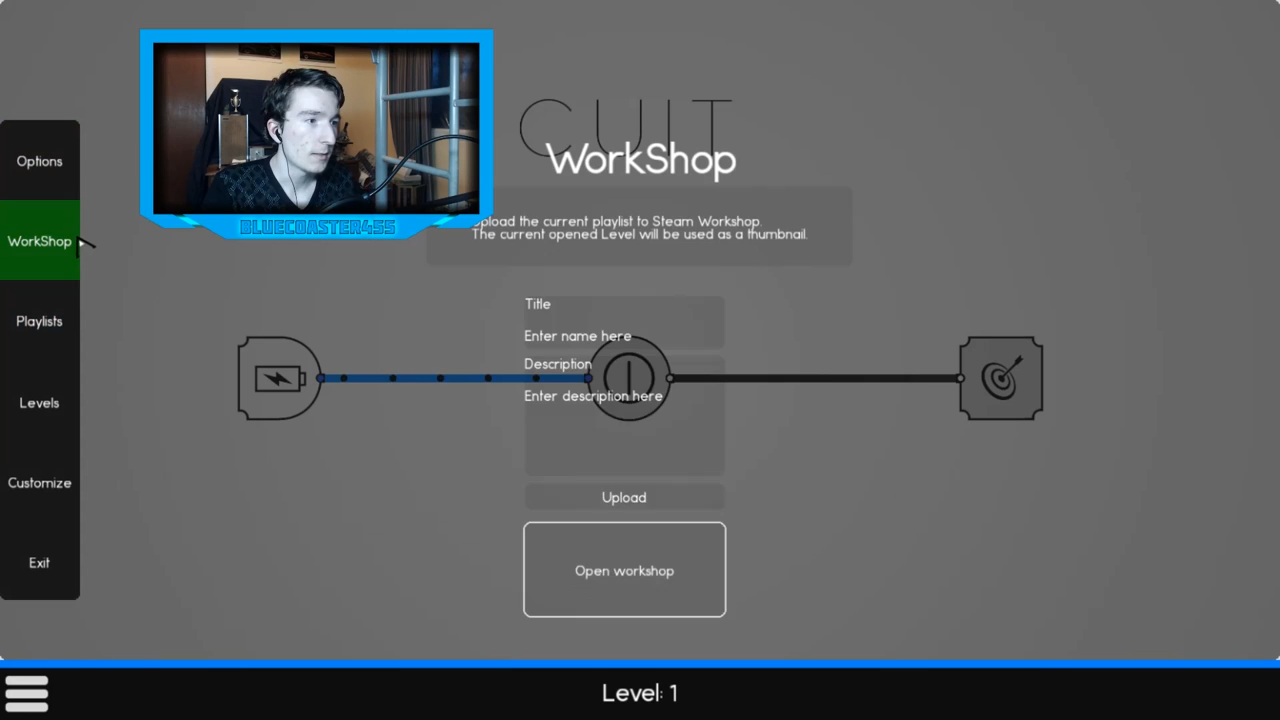 CUIT
WorkShop
Options
WorkShop
Playlists
Levels
Customize
Exit
BLUECOASTER455
Upload the current playlist to Steam Workshop.
The current opened Level will be used as a thumbnail.
Title
Enter name here
Description
Enter description here
Upload
Open workshop
Level: 1